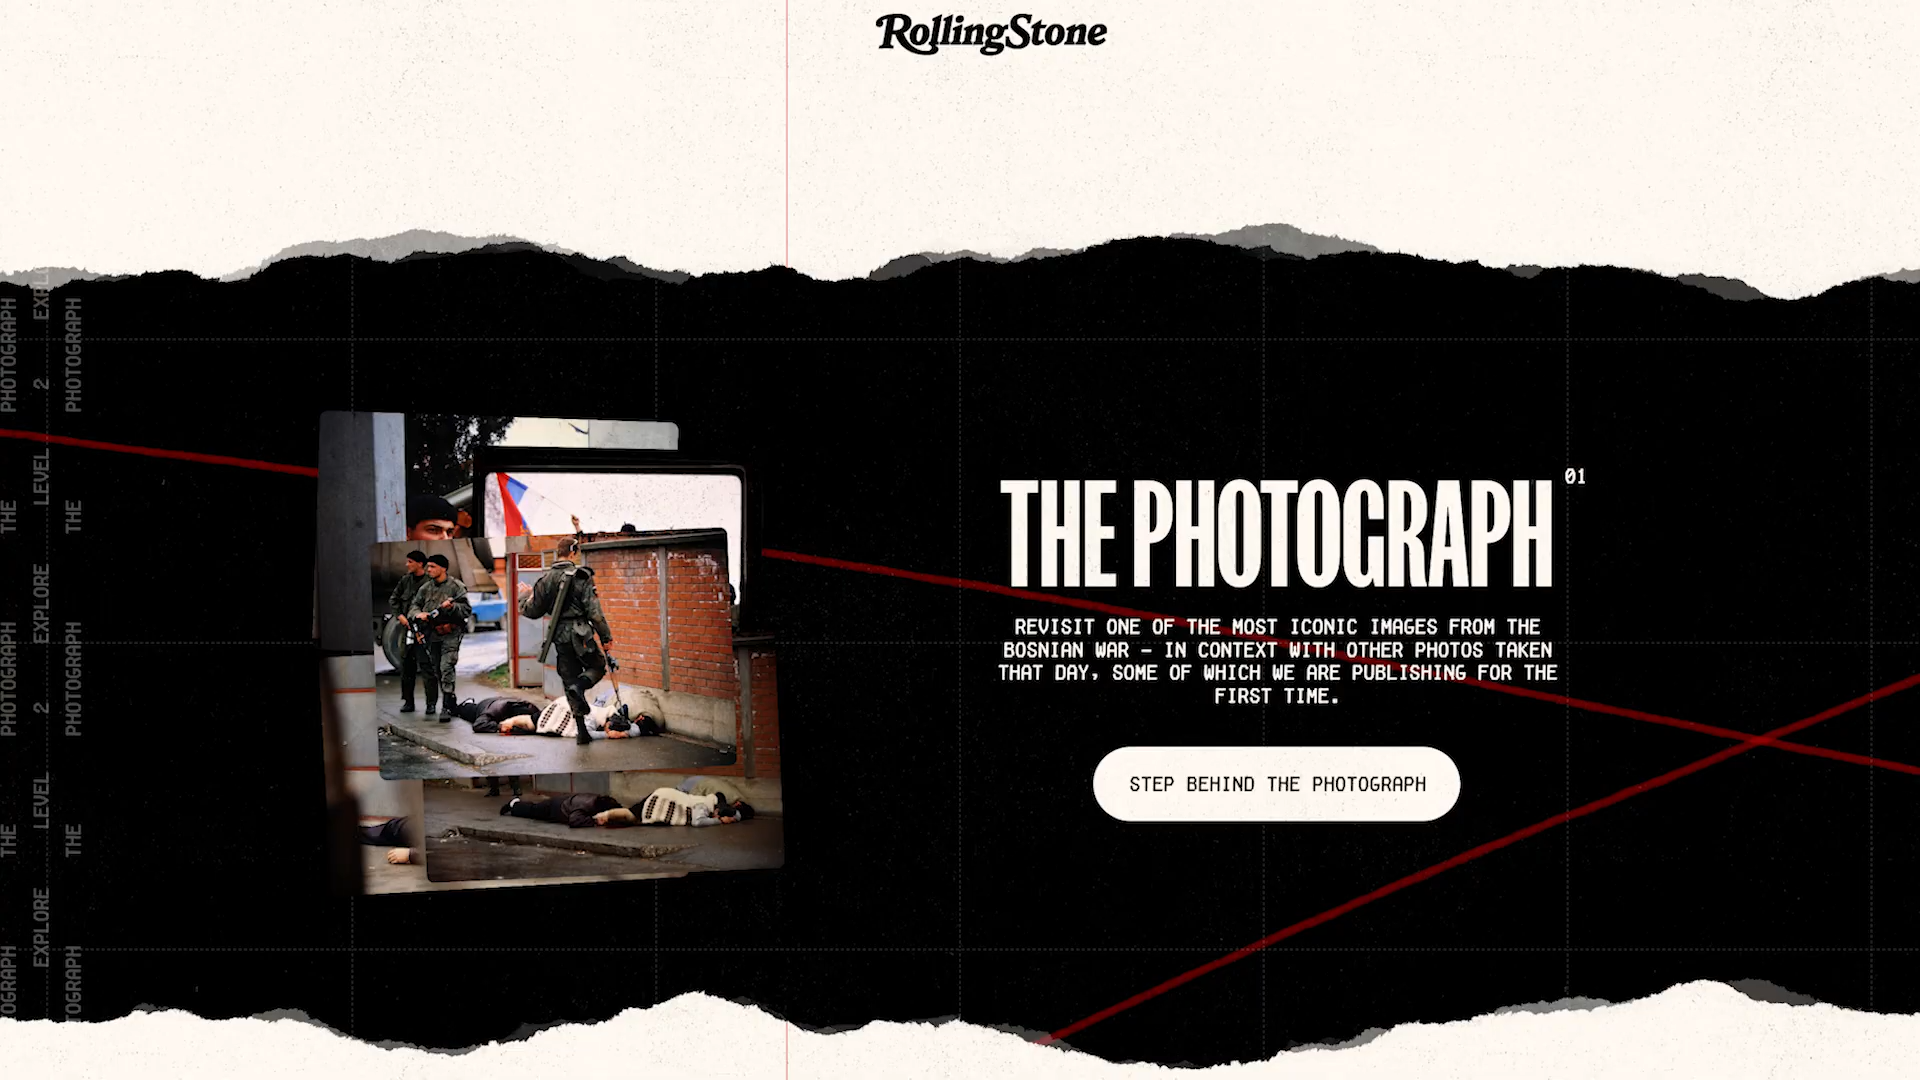 RollingStone
THE PHOTOGRAPH
01
REVISIT ONE OF THE MOST ICONIC IMAGES FROM THE
BOSNIAN WAR – IN CONTEXT WITH OTHER PHOTOS TAKEN
THAT DAY, SOME OF WHICH WE ARE PUBLISHING FOR THE
FIRST TIME.
STEP BEHIND THE PHOTOGRAPH
THE PHOTOGRAPH THE PHOTOGRAPH
EXPLORE LEVEL 2 EXPLORE LEVEL 2
THE PHOTOGRAPH THE PHOTOGRAPH